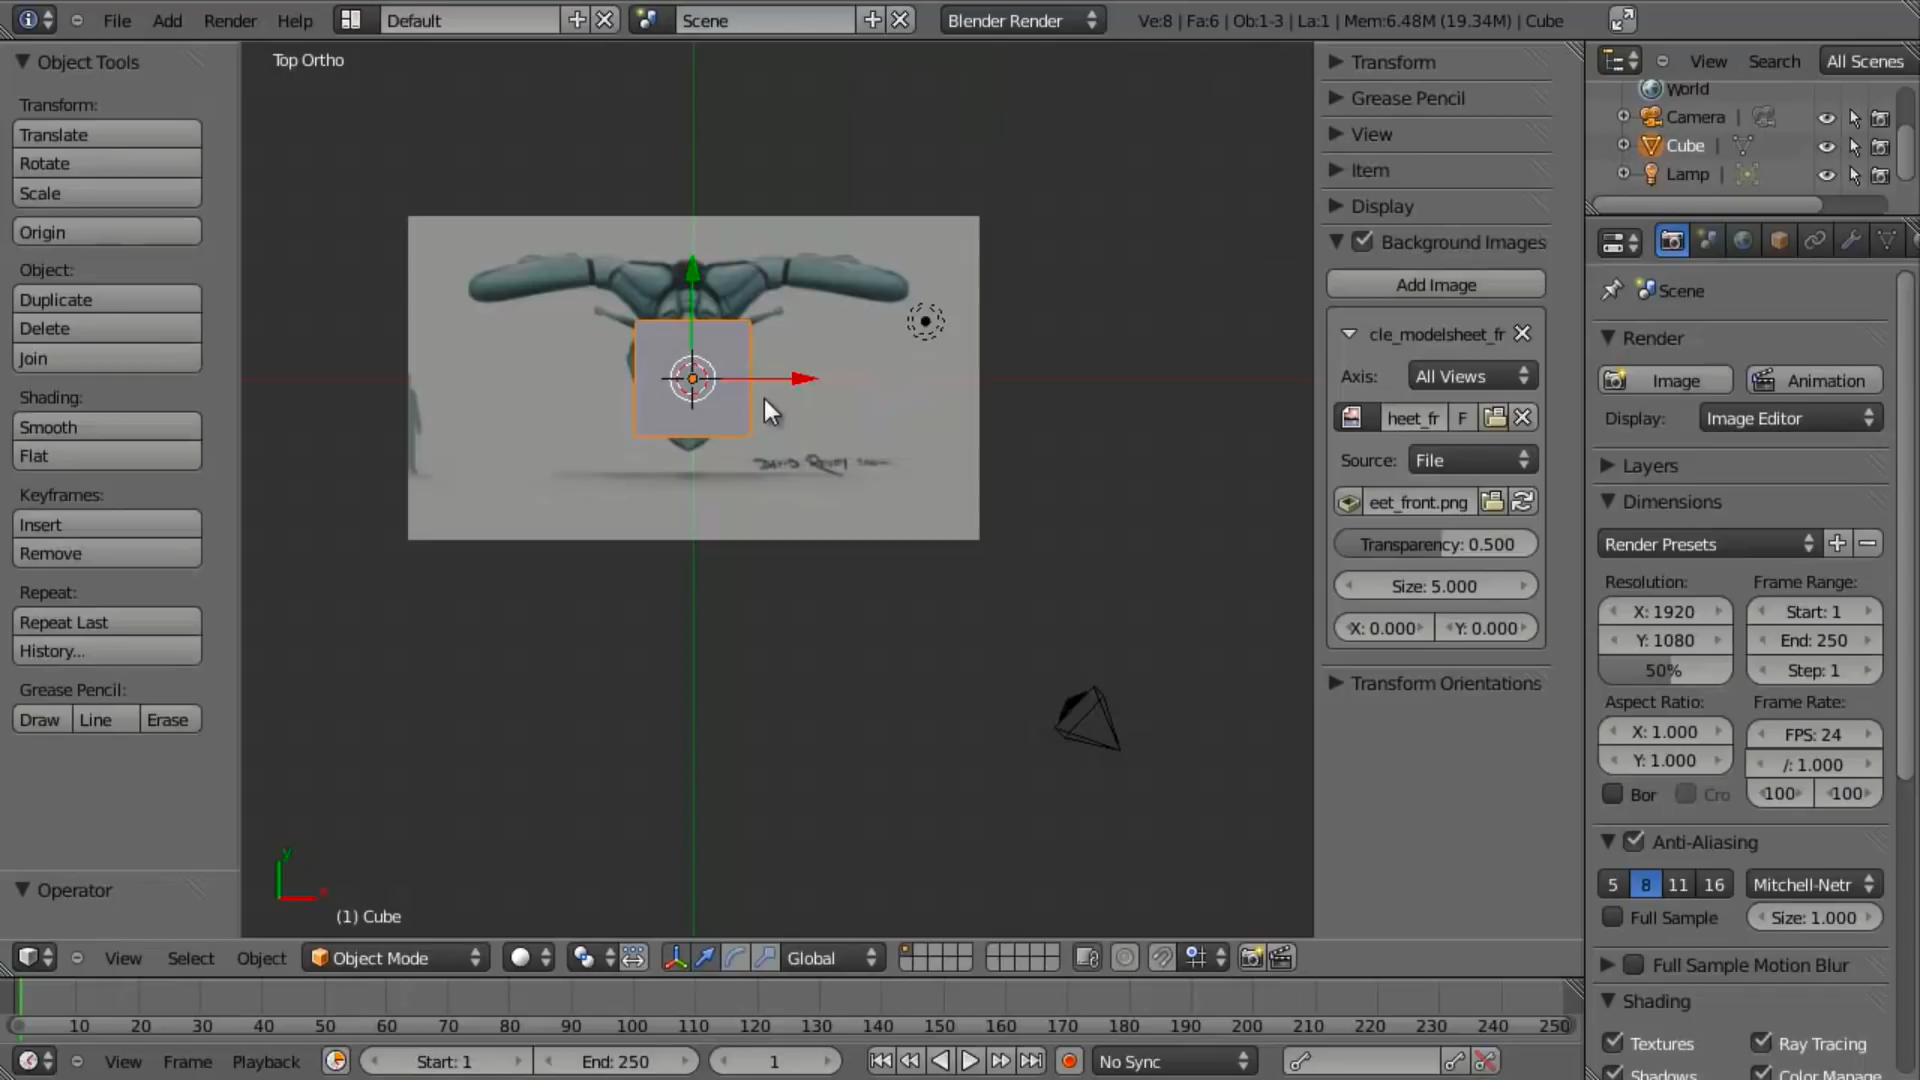 File Add Render Help Default Scene Blender Render Ve:8 | Fa:6 | Ob:1-3 | La:1 | Mem:6.48M (19.34M) | Cube
Object Tools
Transform:
Translate
Rotate
Scale
Origin
Object:
Duplicate
Delete
Join
Shading:
Smooth
Flat
Keyframes:
Insert
Remove
Repeat:
Repeat Last
History...
Grease Pencil:
Draw Line Erase
Operator
Top Ortho
y
(1) Cube
Transform
Grease Pencil
View
Item
Display
Background Images
Add Image
cle_modelsheet_fr
Axis: All Views
heet_fr F
Source: File
eet_front.png
Transparency: 0.500
Size: 5.000
X: 0.000 Y: 0.000
Transform Orientations
View Search All Scenes
World
Camera
Cube
Lamp
Scene
Render
Image Animation
Display: Image Editor
Layers
Dimensions
Render Presets
Resolution: Frame Range:
X: 1920 Start: 1
Y: 1080 End: 250
50% Step: 1
Aspect Ratio: Frame Rate:
X: 1.000 FPS: 24
Y: 1.000 /: 1.000
Bor Cro 100 100
Anti-Aliasing
5 8 11 16 Mitchell-Netr
Full Sample Size: 1.000
Full Sample Motion Blur
Shading
Textures Ray Tracing
Shadows Color Manage
View Select Object Object Mode Global
10 20 30 40 50 60 70 80 90 100 110 120 130 140 150 160 170 180 190 200 210 220 230 240 250
View Frame Playback Start: 1 End: 250 1 No Sync